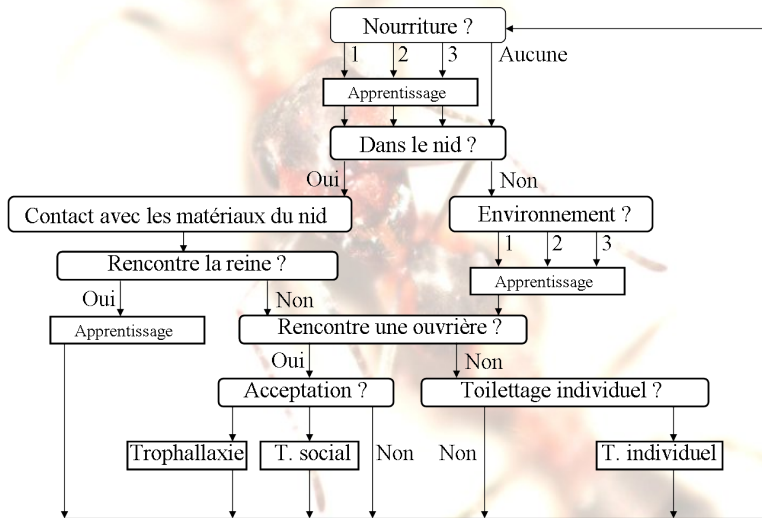 Nourriture ?
1 2 3 Aucune
Apprentissage
Dans le nid ?
Oui Non
Contact avec les matériaux du nid Environnement ?
1 2 3
Rencontre la reine ?
Apprentissage
Oui Non
Apprentissage Rencontre une ouvrière ?
Oui Non
Acceptation ? Toilettage individuel ?
Trophallaxie T. social Non Non T. individuel